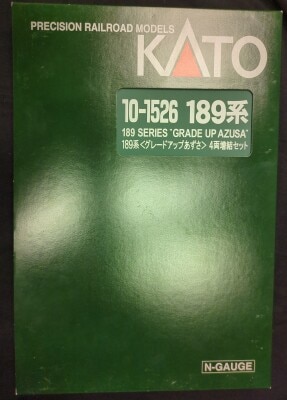 PRECISION RAILROAD MODELS
KATO
10-1526 189系
189 SERIES "GRADE UP AZUSA"
189系<グレードアップあずさ> 4両増結セット
N-GAUGE